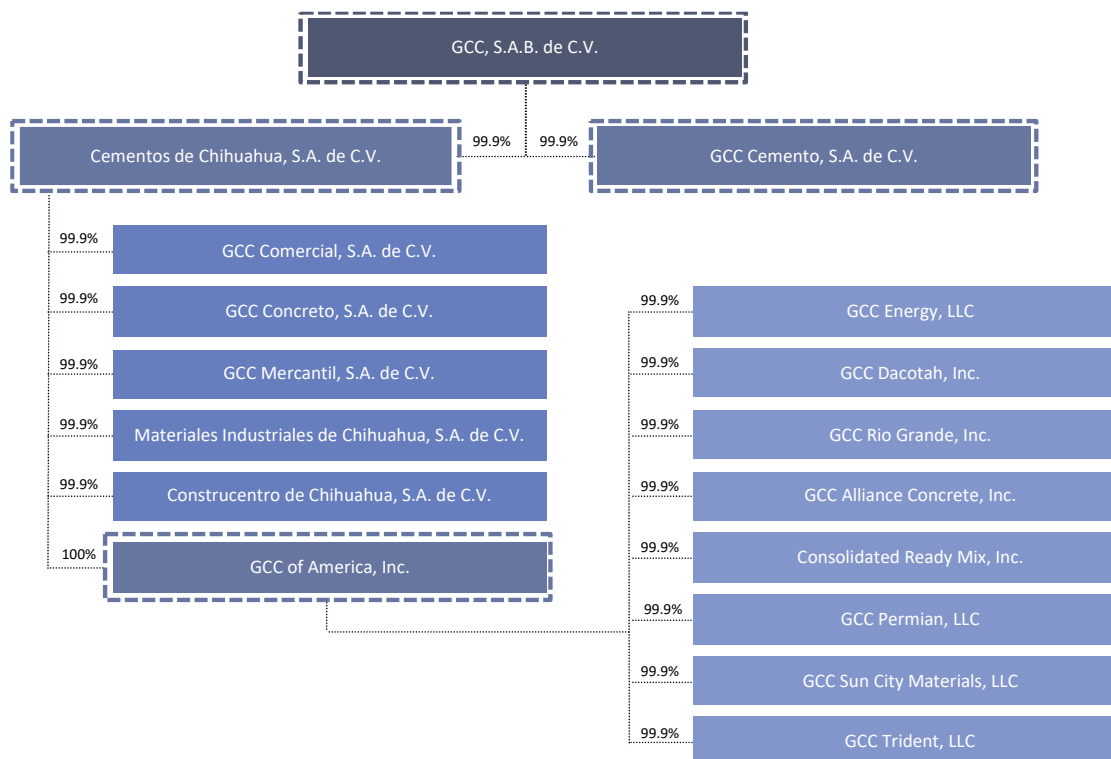 GCC, S.A.B. de C.V.
99.9%
99.9%
Cementos de Chihuahua, S.A. de C.V.
GCC Cemento, S.A. de C.V.
99.9%
GCC Comercial, S.A. de C.V.
99.9%
GCC Concreto, S.A. de C.V.
99.9%
GCC Mercantil, S.A. de C.V.
99.9%
Materiales Industriales de Chihuahua, S.A. de C.V.
99.9%
Construcentro de Chihuahua, S.A. de C.V.
100%
GCC of America, Inc.
99.9%
GCC Energy, LLC
99.9%
GCC Dacotah, Inc.
99.9%
GCC Rio Grande, Inc.
99.9%
GCC Alliance Concrete, Inc.
99.9%
Consolidated Ready Mix, Inc.
99.9%
GCC Permian, LLC
99.9%
GCC Sun City Materials, LLC
99.9%
GCC Trident, LLC